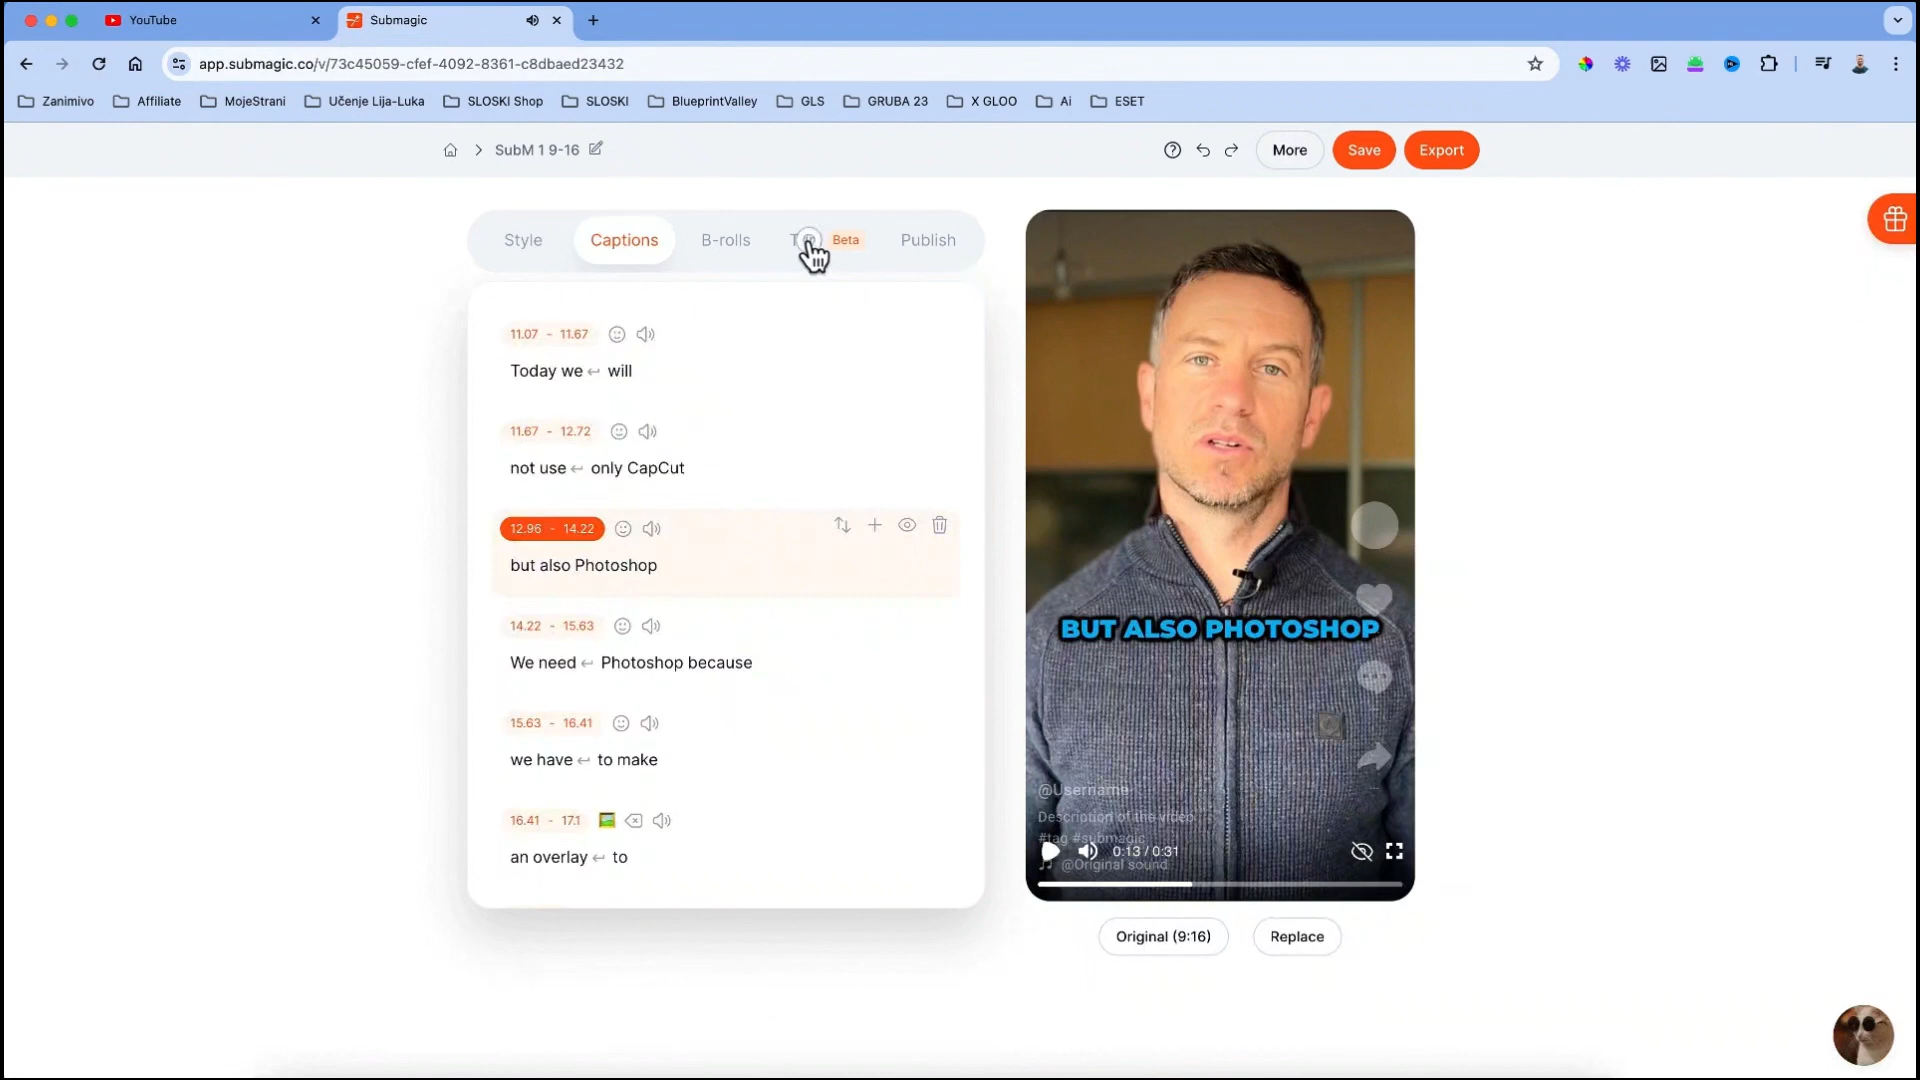 YouTube
Submagic
app.submagic.co/v/73c45059-cfef-4092-8361-c8dbaed23432
Zanimivo
Affiliate
MojeStrani
Učenje Lija-Luka
SLOSKI Shop
SLOSKI
BlueprintValley
GLS
GRUBA 23
X GLOO
Ai
ESET
SubM 1 9-16
More
Save
Export
Style
Captions
B-rolls
Beta
Publish
11.07 - 11.67
Today we ↩ will
11.67 - 12.72
not use ↩ only CapCut
12.96 - 14.22
but also Photoshop
14.22 - 15.63
We need ↩ Photoshop because
15.63 - 16.41
we have ↩ to make
16.41 - 17.1
an overlay ↩ to
BUT ALSO PHOTOSHOP
@Username
Description of the video
#tag #submagic
0:13 / 0:31
@Original sound
Original (9:16)
Replace